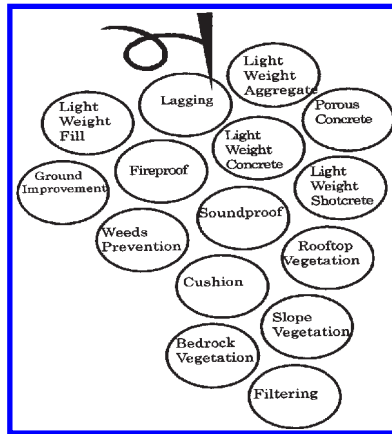 Light
Weight
Aggregate
Lagging
Light
Weight
Fill
Porous
Concrete
Light
Weight
Concrete
Fireproof
Ground
Improvement
Light
Weight
Shotcrete
Soundproof
Weeds
Prevention
Rooftop
Vegetation
Cushion
Slope
Vegetation
Bedrock
Vegetation
Filtering